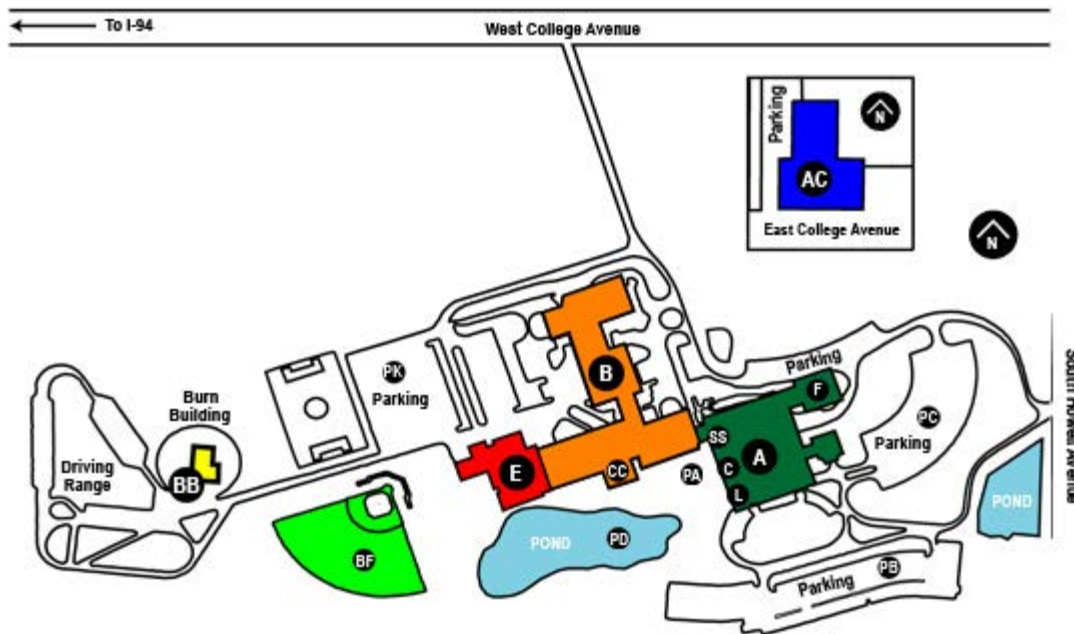 To I-94
West College Avenue
Parking
N
AC
East College Avenue
N
Parking
F
B
PK
Parking
Burn
Building
PC
Parking
SS
A
C
L
PA
CC
E
Driving
Range
BB
POND
South Howell Avenue
BF
POND
PD
PB
Parking